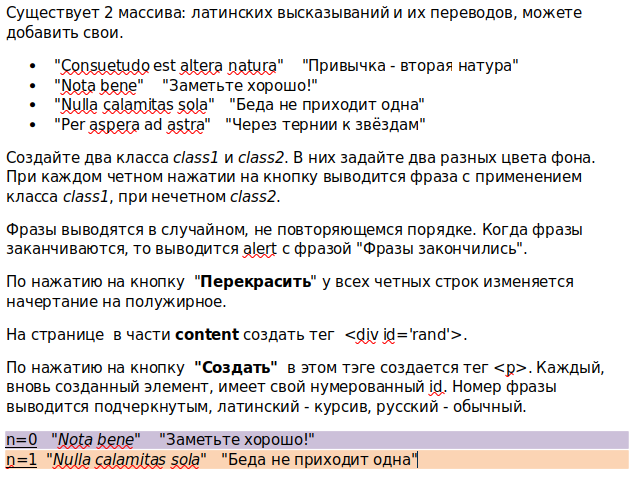 Существует 2 массива: латинских высказываний и их переводов, можете
добавить свои.
• "Consuetudo est altera natura" "Привычка - вторая натура"
• "Nota bene" "Заметьте хорошо!"
• "Nulla calamitas sola" "Беда не приходит одна"
• "Per aspera ad astra" "Через тернии к звёздам"
Создайте два класса class1 и class2. В них задайте два разных цвета фона.
При каждом четном нажатии на кнопку выводится фраза с применением
класса class1, при нечетном class2.
Фразы выводятся в случайном, не повторяющемся порядке. Когда фразы
заканчиваются, то выводится alert с фразой "Фразы закончились".
По нажатию на кнопку "Перекрасить" у всех четных строк изменяется
начертание на полужирное.
На странице в части content создать тег <div id='rand'>.
По нажатию на кнопку "Создать" в этом тэге создается тег <p>. Каждый,
вновь созданный элемент, имеет свой нумерованный id. Номер фразы
выводится подчеркнутым, латинский - курсив, русский - обычный.
n=0 "Nota bene" "Заметьте хорошо!"
n=1 "Nulla calamitas sola" "Беда не приходит одна"